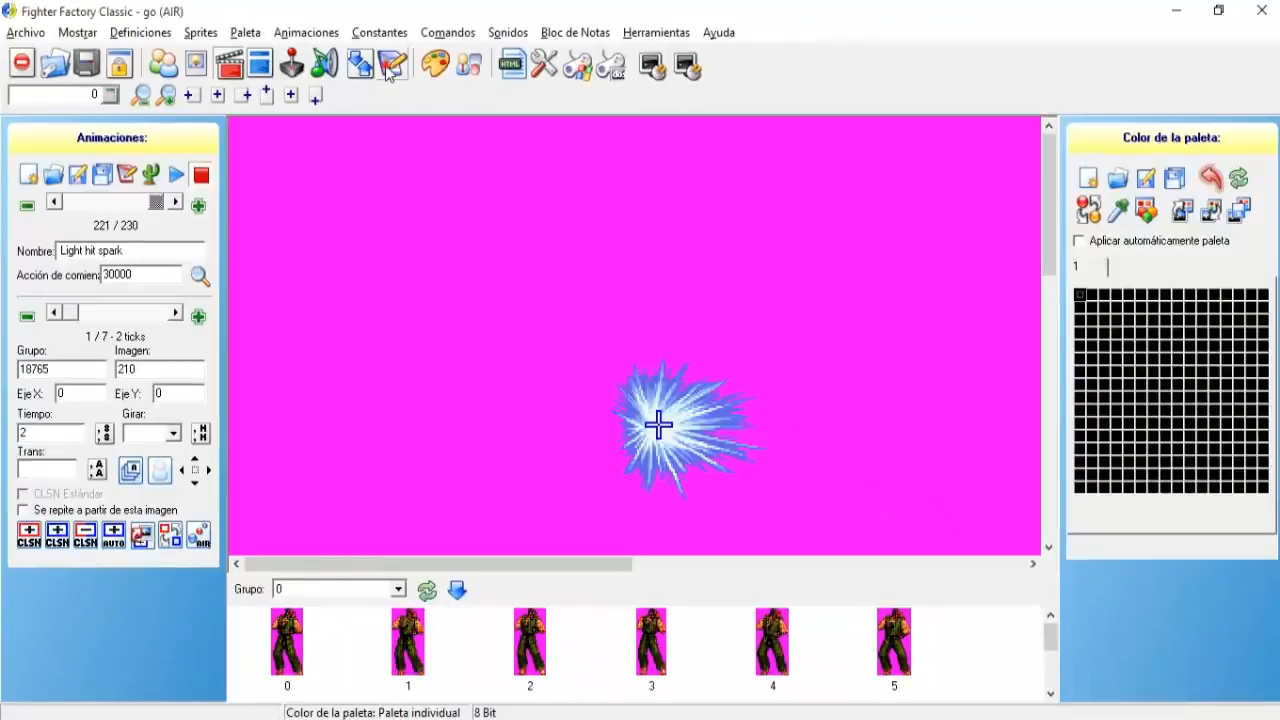 Fighter Factory Classic - go (AIR)
Archivo Mostrar Definiciones Sprites Paleta Animaciones Constantes Comandos Sonidos Bloc de Notas Herramientas Ayuda
HTML
0
Animaciones:
221 / 230
Nombre: Light hit spark
Acción de comienz 30000
1 / 7 - 2 ticks
Grupo: Imagen:
18765 210
Eje X: 0 Eje Y: 0
Tiempo: Girar:
2
Trans:
CLSN Estándar
Se repite a partir de esta imagen
CLSN CLSN CLSN AUTO AIR
Color de la paleta:
Aplicar automáticamente paleta
1
Grupo: 0
0 1 2 3 4 5
Color de la paleta: Paleta individual 8 Bit